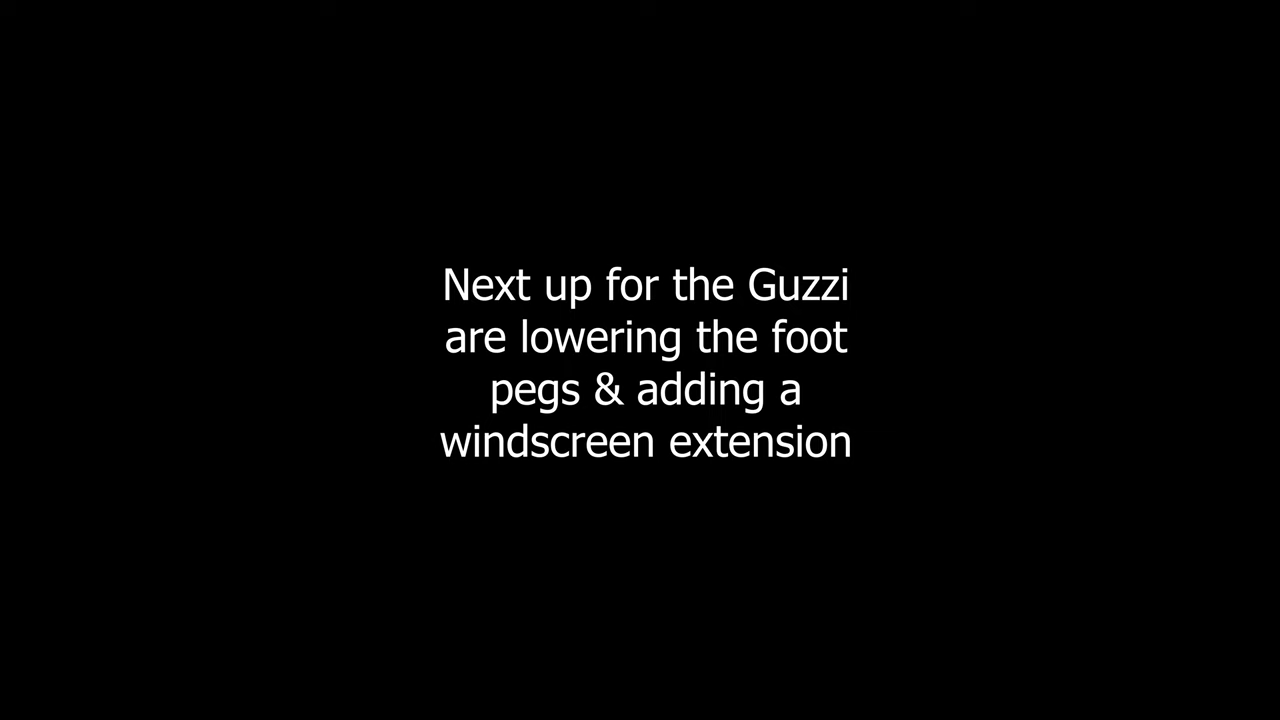 Next up for the Guzzi
are lowering the foot
pegs & adding a
windscreen extension